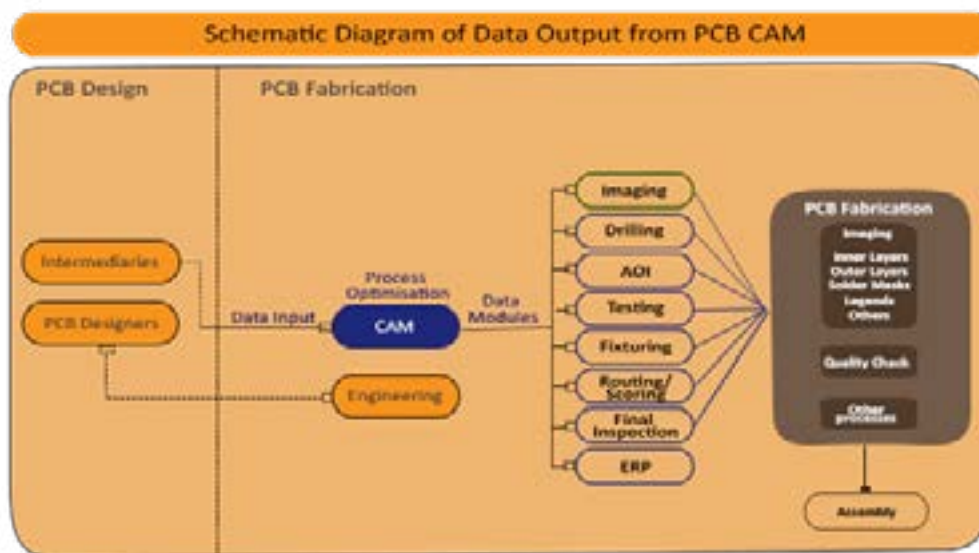 Schematic Diagram of Data Output from PCB CAM
PCB Design
PCB Fabrication
Intermediaries
PCB Designers
Data Input
Process
Optimisation
CAM
Engineering
Data
Modules
Imaging
Drilling
AOI
Testing
Fixturing
Routing/
Scoring
Final
Inspection
ERP
PCB Fabrication
Imaging
Inner Layers
Outer Layers
Solder Masks
Legends
Others
Quality Check
Other
processes
Assembly